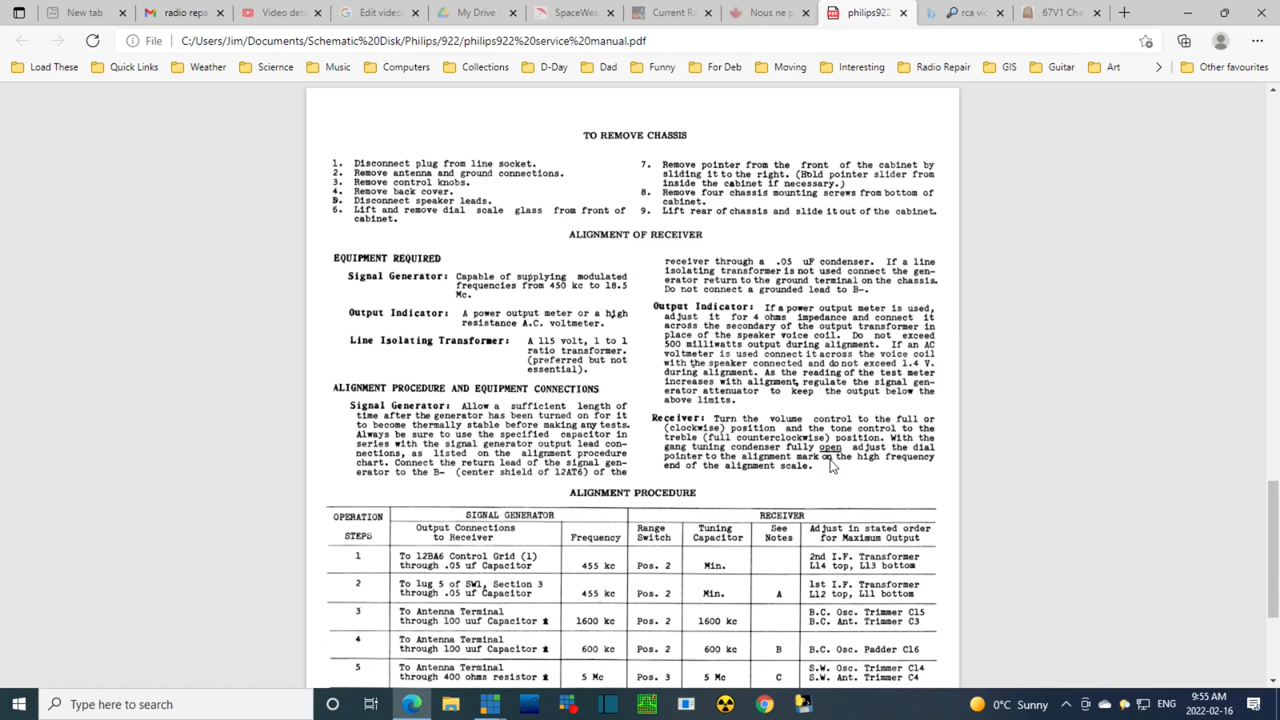 New tab
radio repa
Video deta
Edit videos
My Drive -
SpaceWea
Current Ra
Nous ne p
philips922
rca vic
67V1 Cha
File C:/Users/Jim/Documents/Schematic%20Disk/Philips/922/philips922%20service%20manual.pdf
Load These Quick Links Weather Science Music Computers Collections D-Day Dad Funny For Deb Moving Interesting Radio Repair GIS Guitar Art Other favourites
TO REMOVE CHASSIS
1. Disconnect plug from line socket.
2. Remove antenna and ground connections.
3. Remove control knobs.
4. Remove back cover.
5. Disconnect speaker leads.
6. Lift and remove dial scale glass from front of
cabinet.
7. Remove pointer from the front of the cabinet by
sliding it to the right. (Hold pointer slider from
inside the cabinet if necessary.)
8. Remove four chassis mounting screws from bottom of
cabinet.
9. Lift rear of chassis and slide it out of the cabinet.
ALIGNMENT OF RECEIVER
EQUIPMENT REQUIRED
Signal Generator: Capable of supplying modulated
frequencies from 450 kc to 18.5
Mc.
Output Indicator: A power output meter or a high
resistance A.C. voltmeter.
Line Isolating Transformer: A 115 volt, 1 to 1
ratio transformer.
(preferred but not
essential).
ALIGNMENT PROCEDURE AND EQUIPMENT CONNECTIONS
Signal Generator: Allow a sufficient length of
time after the generator has been turned on for it
to become thermally stable before making any tests.
Always be sure to use the specified capacitor in
series with the signal generator output lead con-
nections, as listed on the alignment procedure
chart. Connect the return lead of the signal gen-
erator to the B- (center shield of 12AT6) of the
receiver through a .05 uF condenser. If a line
isolating transformer is not used connect the gen-
erator return to the ground terminal on the chassis.
Do not connect a grounded lead to B-.
Output Indicator: If a power output meter is used,
adjust it for 4 ohms impedance and connect it
across the secondary of the output transformer in
place of the speaker voice coil. Do not exceed
500 milliwatts output during alignment. If an AC
voltmeter is used connect it across the voice coil
with the speaker connected and do not exceed 1.4 V.
during alignment. As the reading of the test meter
increases with alignment, regulate the signal gen-
erator attenuator to keep the output below the
above limits.
Receiver: Turn the volume control to the full or
(clockwise) position and the tone control to the
treble (full counterclockwise) position. With the
gang tuning condenser fully open adjust the dial
pointer to the alignment mark on the high frequency
end of the alignment scale.
ALIGNMENT PROCEDURE
OPERATION STEPS
SIGNAL GENERATOR
RECEIVER
Output Connections to Receiver
Frequency
Range Switch
Tuning Capacitor
See Notes
Adjust in stated order for Maximum Output
1 To 12BA6 Control Grid (1) 2nd I.F. Transformer
through .05 uf Capacitor 455 kc Pos. 2 Min. L14 top, L13 bottom
2 To lug 5 of SW1, Section 3 1st I.F. Transformer
through .05 uf Capacitor 455 kc Pos. 2 Min. A L12 top, L11 bottom
3 To Antenna Terminal B.C. Osc. Trimmer C15
through 100 uuf Capacitor * 1600 kc Pos. 2 1600 kc B.C. Ant. Trimmer C3
4 To Antenna Terminal
through 100 uuf Capacitor * 600 kc Pos. 2 600 kc B B.C. Osc. Padder C16
5 To Antenna Terminal S.W. Osc. Trimmer C14
through 400 ohms resistor * 5 Mc Pos. 3 5 Mc C S.W. Ant. Trimmer C4
Type here to search
0°C Sunny
ENG
9:55 AM
2022-02-16